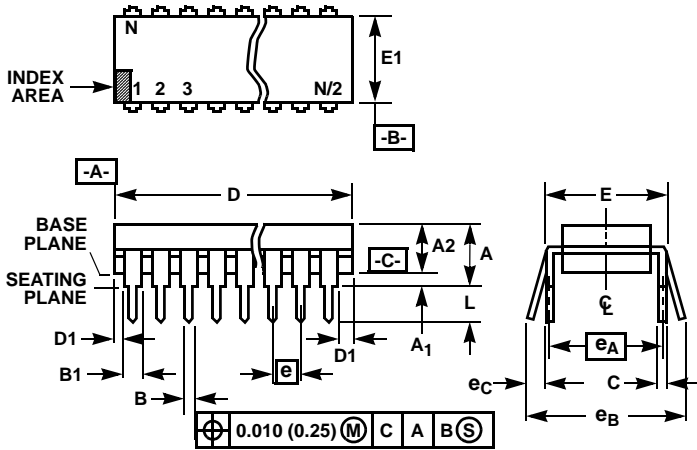 N
E1
INDEX
AREA
1 2 3 N/2
-B-
-A-
D
E
BASE
PLANE
A2
A
-C-
SEATING
PLANE
L
C L
D1
A1
D1
eA
B1
e
eC
C
B
eB
0.010 (0.25) M C A B S